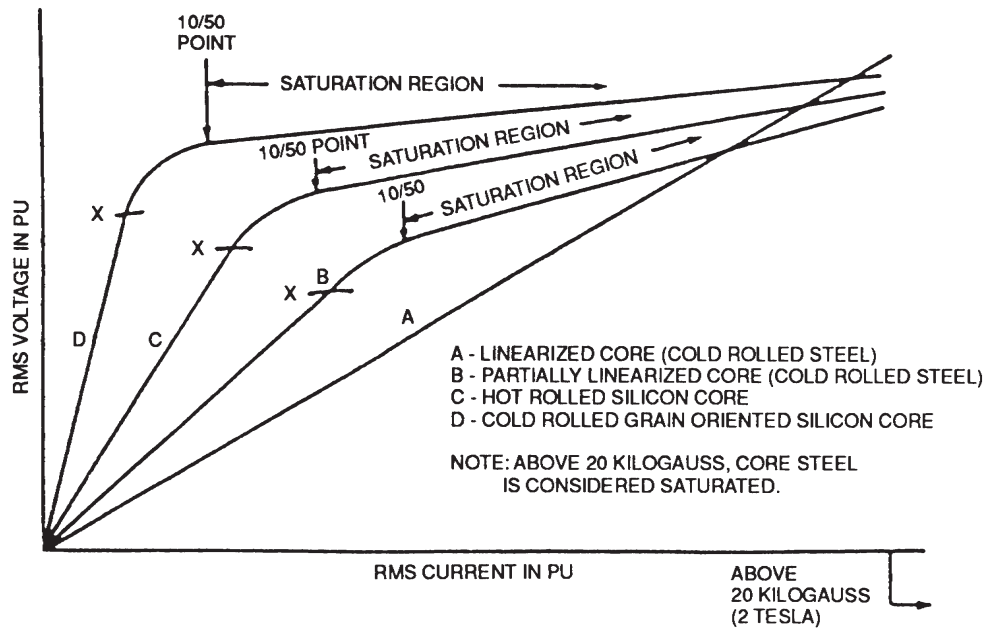 10/50
POINT
SATURATION REGION
10/50 POINT
SATURATION REGION
10/50
SATURATION REGION
X
X
X
B
D
C
A
RMS VOLTAGE IN PU
A - LINEARIZED CORE (COLD ROLLED STEEL)
B - PARTIALLY LINEARIZED CORE (COLD ROLLED STEEL)
C - HOT ROLLED SILICON CORE
D - COLD ROLLED GRAIN ORIENTED SILICON CORE
NOTE: ABOVE 20 KILOGAUSS, CORE STEEL
IS CONSIDERED SATURATED.
RMS CURRENT IN PU
ABOVE
20 KILOGAUSS
(2 TESLA)